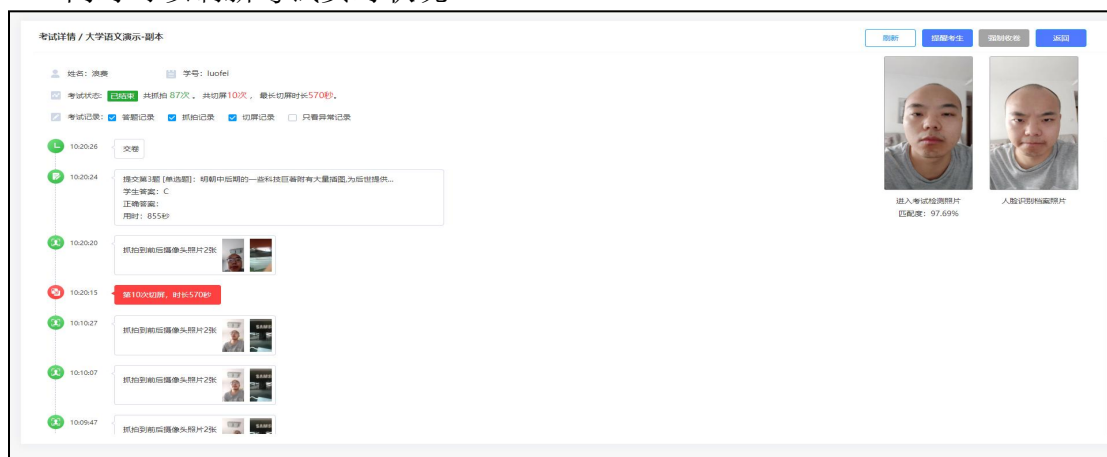 考试详情 / 大学语文演示-副本
刷新 提醒考生 强制收卷 返回
姓名：浪赛 学号：luofei
考试状态: 已结束 共抓拍 87次 。 共切屏10次 ， 最长切屏时长570秒。
考试记录: 答题记录 抓拍记录 切屏记录 只看异常记录
10:20:26 交卷
10:20:24 提交第3题 [单选题]：明朝中后期的一些科技巨著附有大量插图,为后世提供...
学生答案：C
正确答案：
用时：855秒
10:20:20 抓拍到前后摄像头照片2张
10:20:15 第10次切屏，时长570秒
10:10:27 抓拍到前后摄像头照片2张
10:10:07 抓拍到前后摄像头照片2张
10:09:47 抓拍到前后摄像头照片2张
进入考试检测照片 人脸识别档案照片
匹配度：97.69%